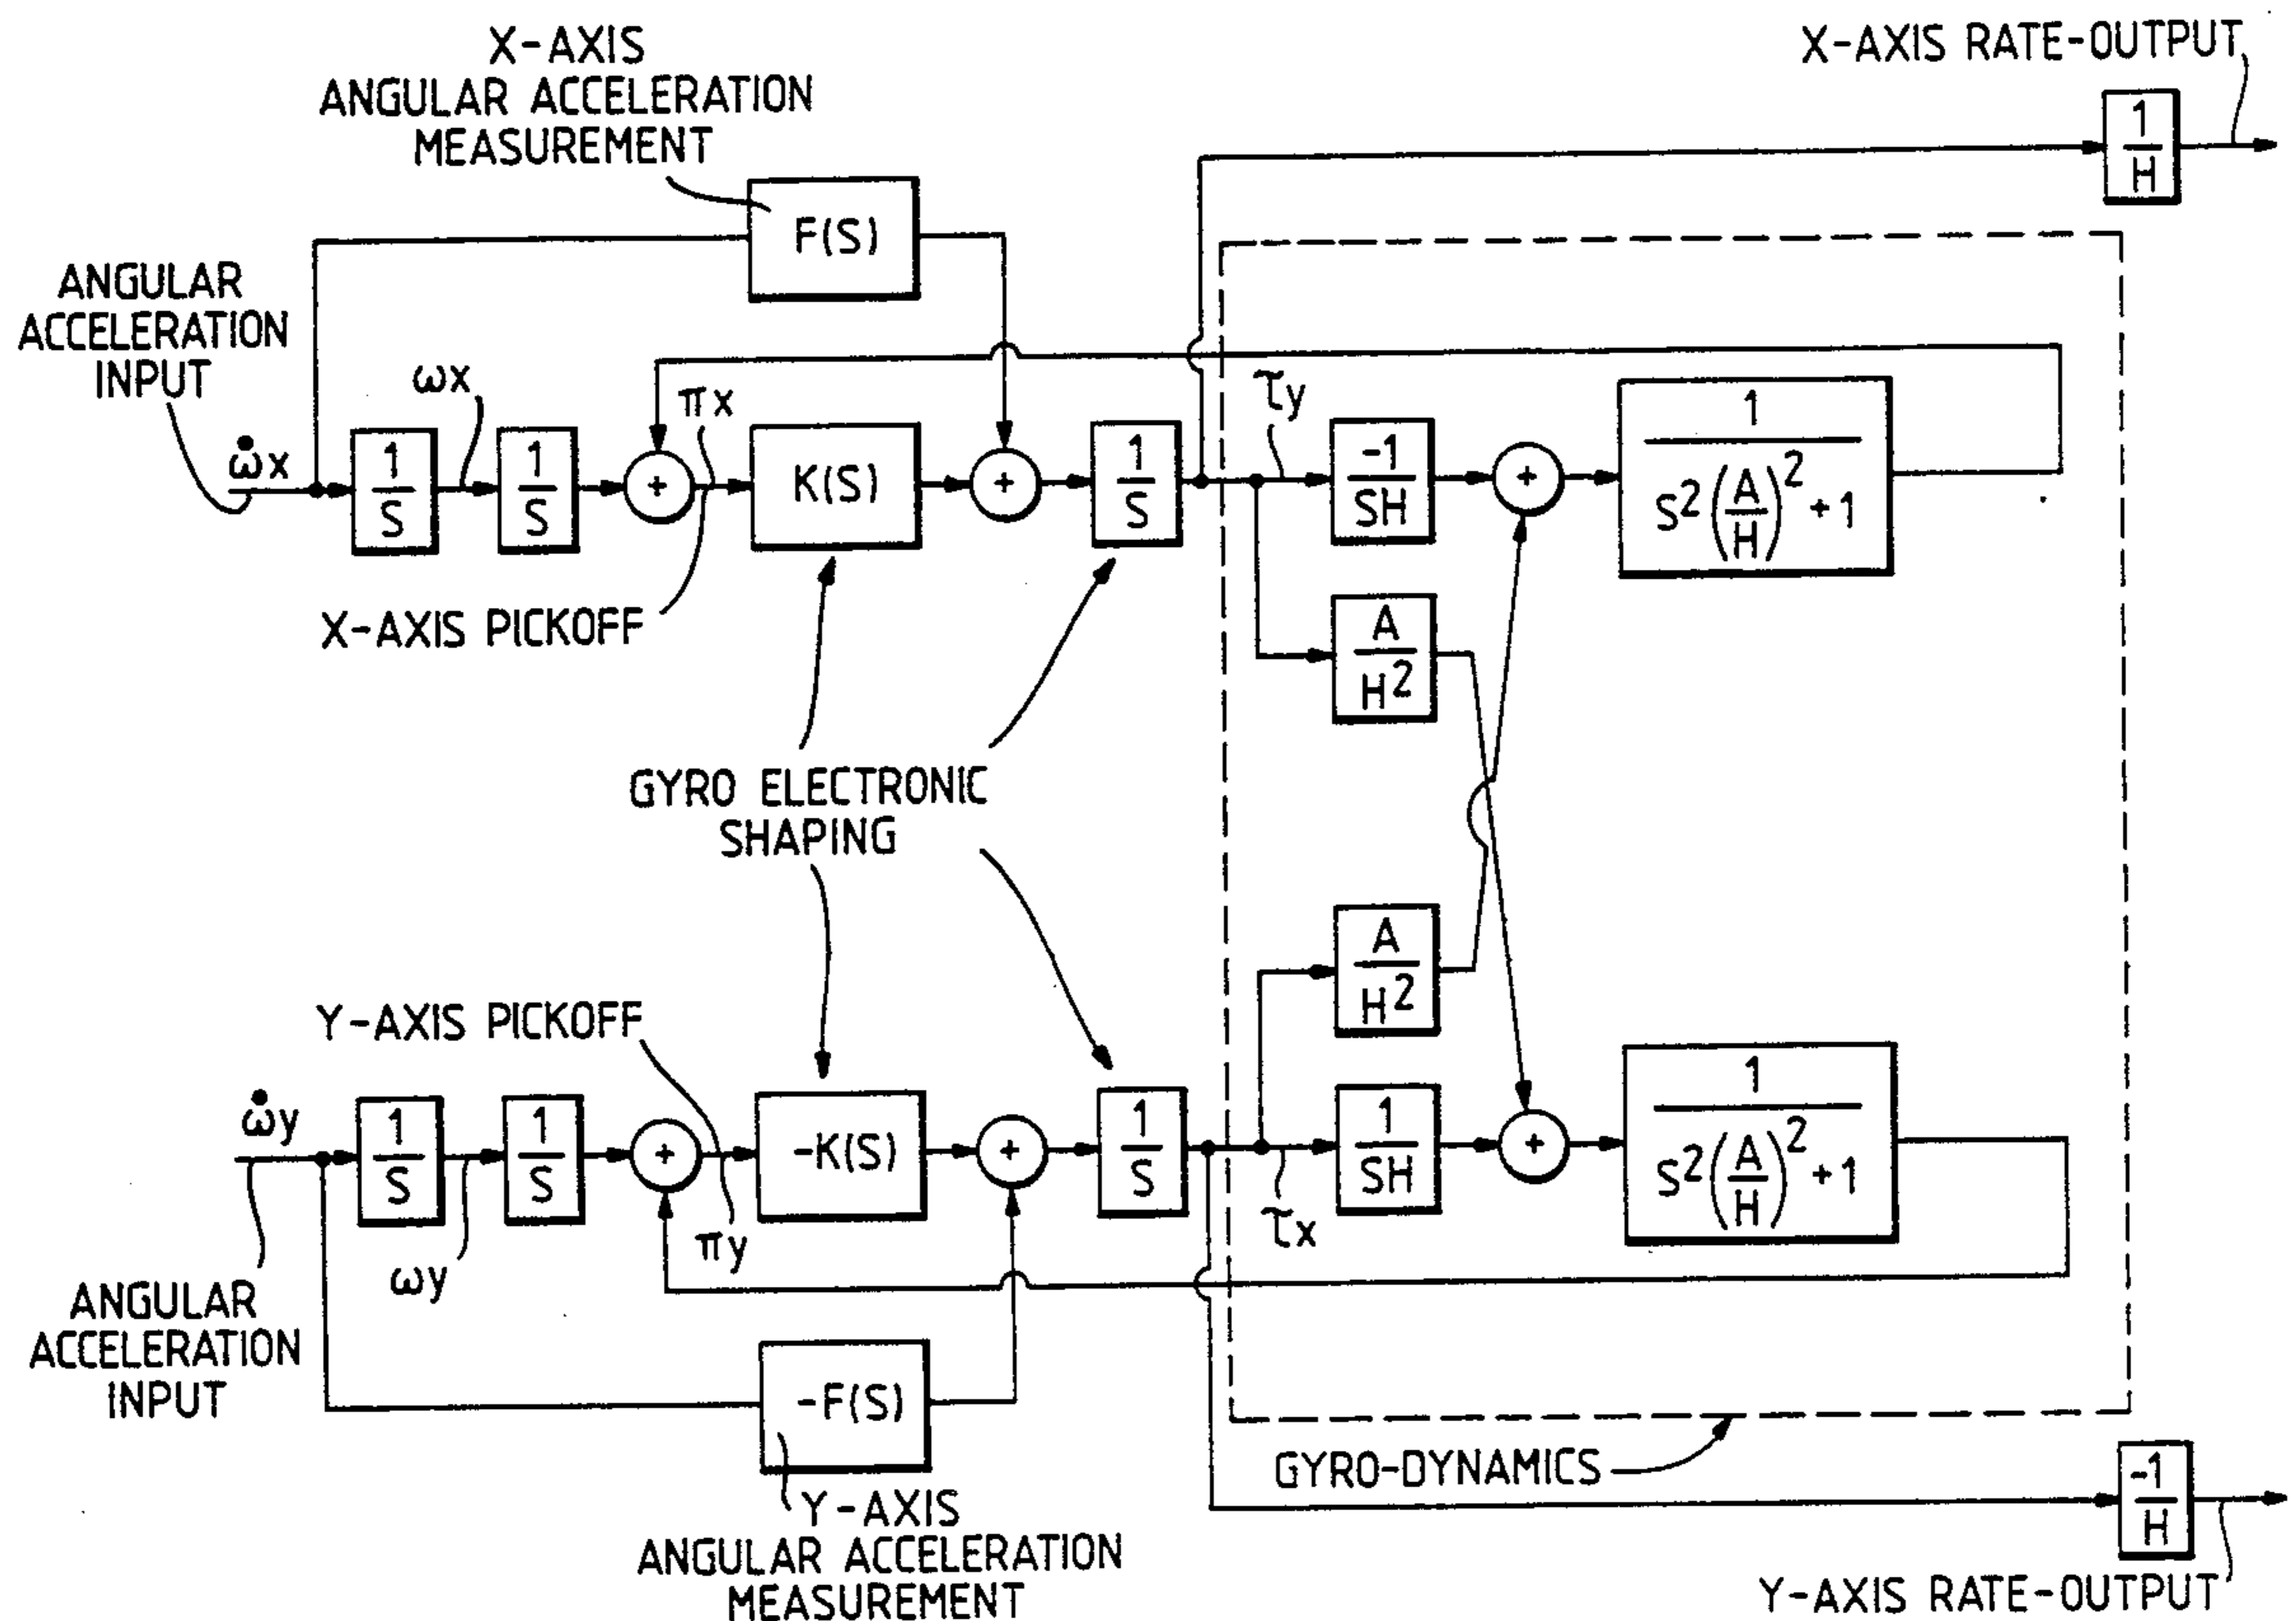 X-AXIS
ANGULAR ACCELERATION
MEASUREMENT
X-AXIS RATE-OUTPUT
1
H
F(S)
ANGULAR
ACCELERATION
INPUT
ω̇x
1
S
ωx
1
S
+
πx
K(S)
+
1
S
τy
-1
SH
+
1
S²(A/H)²+1
X-AXIS PICKOFF
A
H²
GYRO ELECTRONIC
SHAPING
A
H²
Y-AXIS PICKOFF
ω̇y
1
S
ωy
1
S
+
πy
-K(S)
+
1
S
τx
1
SH
+
1
S²(A/H)²+1
ANGULAR
ACCELERATION
INPUT
-F(S)
GYRO-DYNAMICS
-1
H
Y-AXIS
ANGULAR ACCELERATION
MEASUREMENT
Y-AXIS RATE-OUTPUT